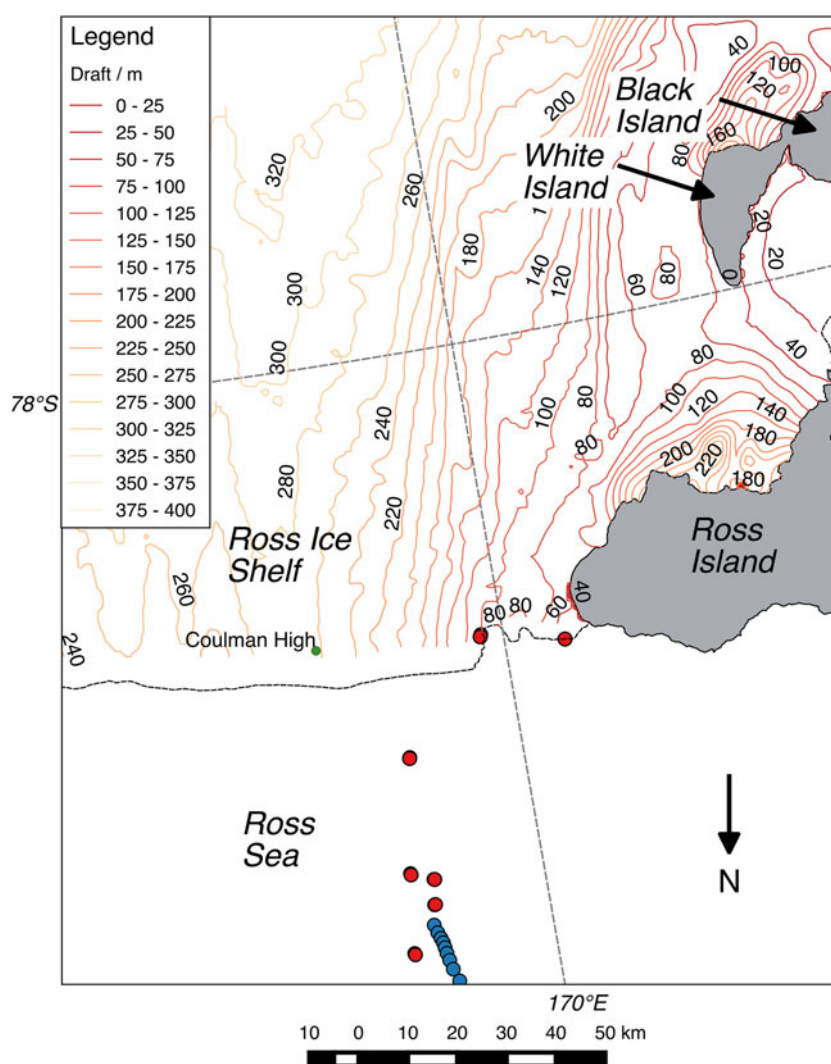 Legend
Draft / m
0 - 25
25 - 50
50 - 75
75 - 100
100 - 125
125 - 150
150 - 175
175 - 200
200 - 225
225 - 250
250 - 275
275 - 300
300 - 325
325 - 350
350 - 375
375 - 400
40
100
120
160
80
Black
Island
White
Island
200
320
260
180
140
120
60
80
20
20
0
300
300
40
80
100
120
140
180
200
220
180
78°S
240
280
220
100
80
80
Ross Ice
Shelf
Ross
Island
260
240
Coulman High
80
80
60
40
Ross
Sea
N
170°E
10 0 10 20 30 40 50 km